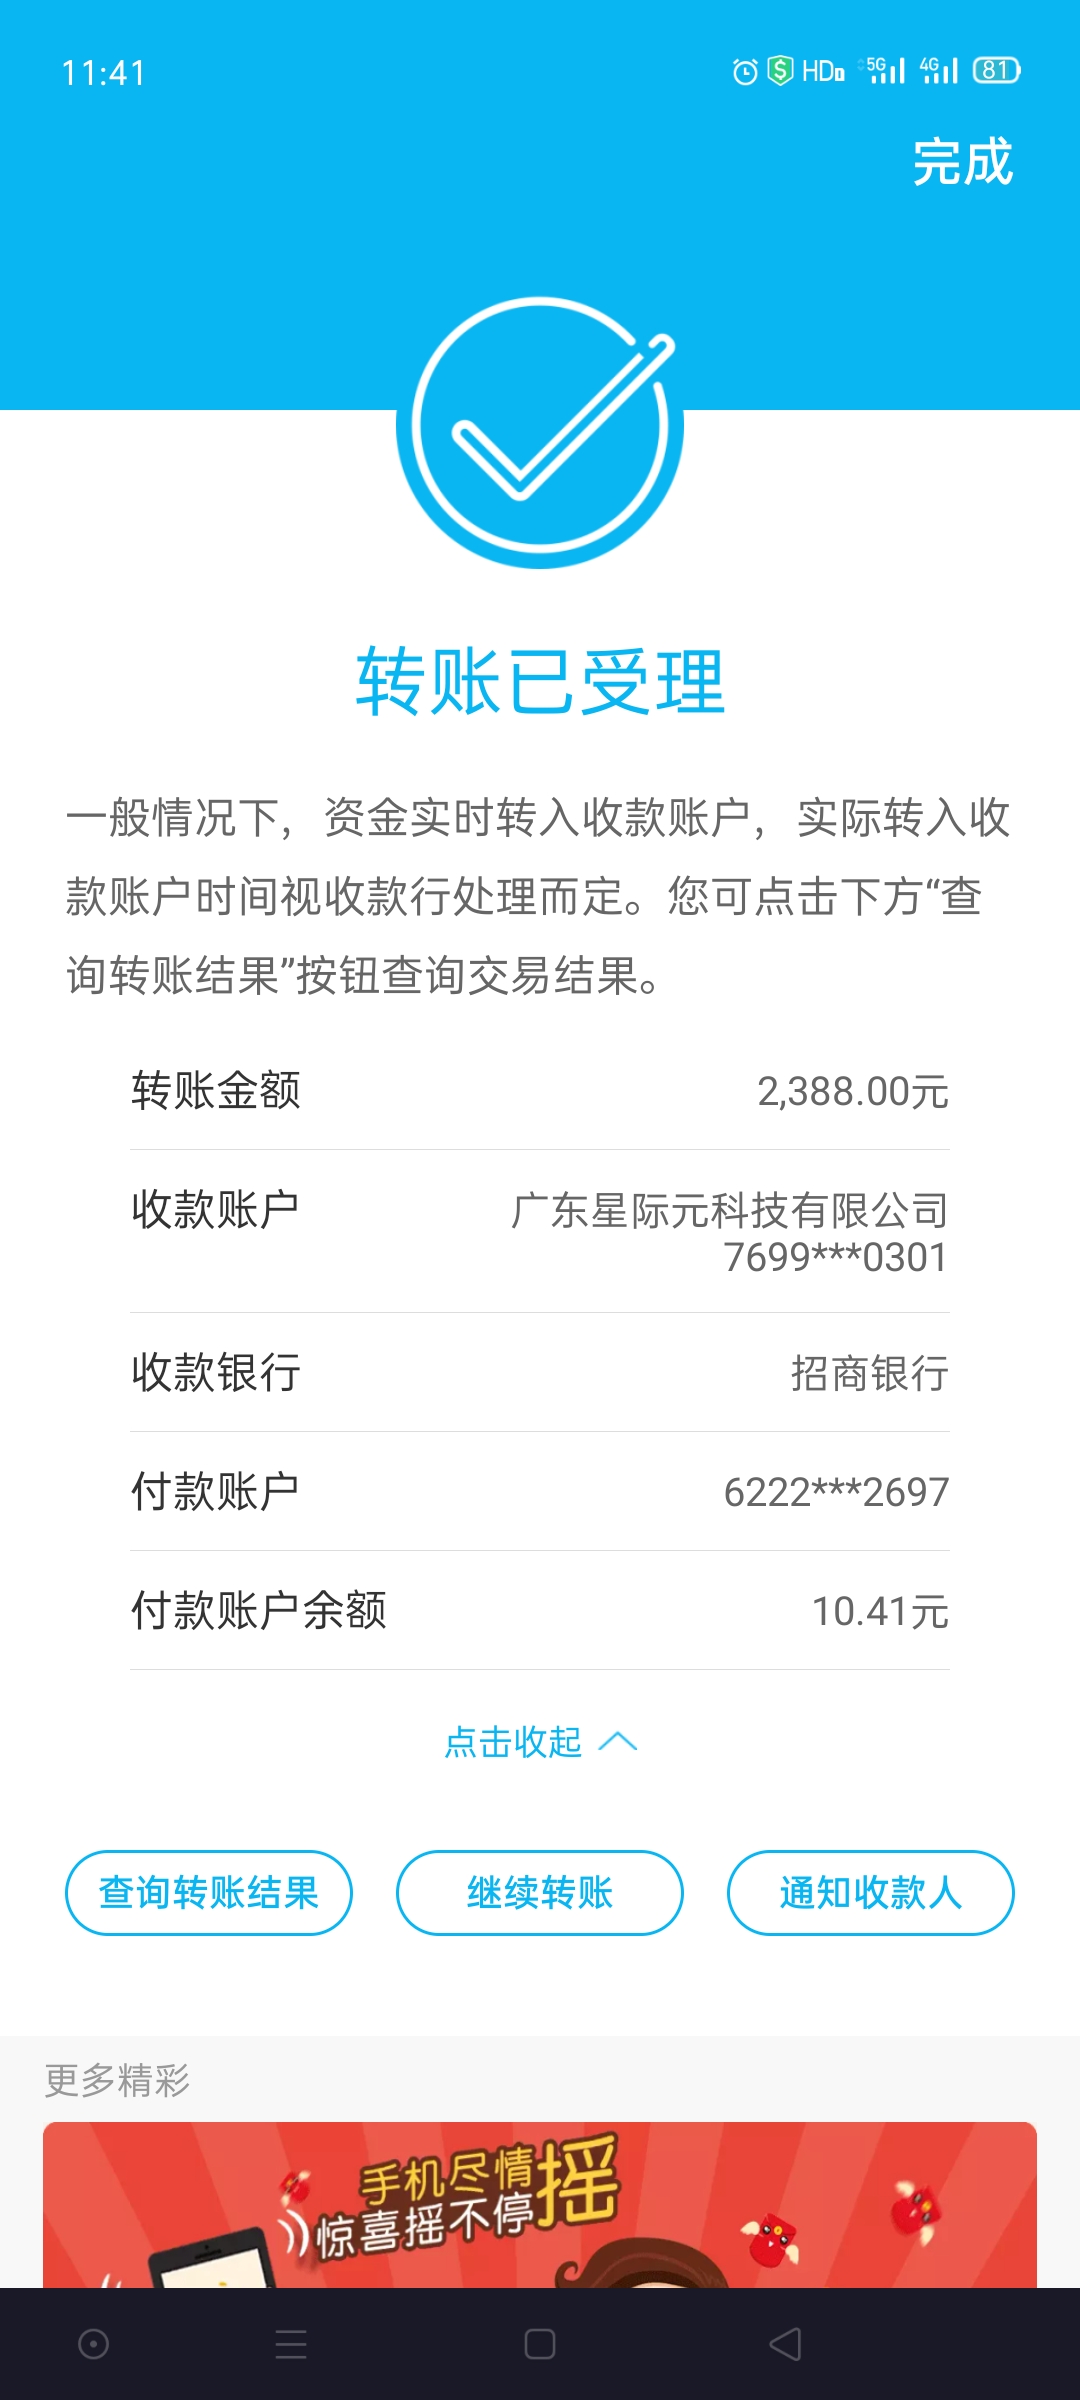 11:41
HD 5G 4G 81
完成
转账已受理
一般情况下，资金实时转入收款账户，实际转入收
款账户时间视收款行处理而定。您可点击下方“查
询转账结果”按钮查询交易结果。
转账金额 2,388.00元
收款账户 广东星际元科技有限公司
7699***0301
收款银行 招商银行
付款账户 6222***2697
付款账户余额 10.41元
点击收起
查询转账结果 继续转账 通知收款人
更多精彩
手机尽情摇
惊喜摇不停